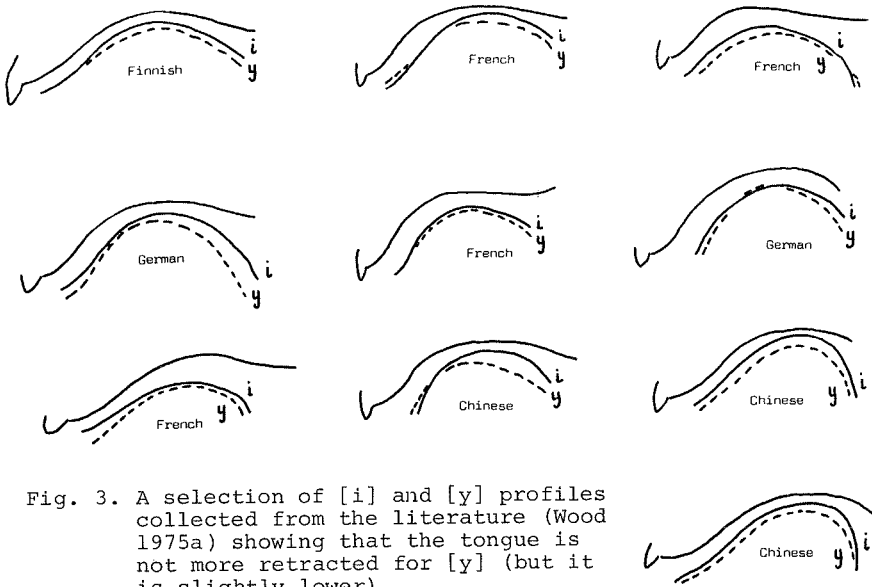 i
y
Finnish
i
y
French
i
y
French
i
y
German
i
y
French
i
y
German
i
y
French
i
y
Chinese
i
y
Chinese
i
y
Chinese
Fig. 3. A selection of [i] and [y] profiles
collected from the literature (Wood
1975a) showing that the tongue is
not more retracted for [y] (but it
is slightly lower)